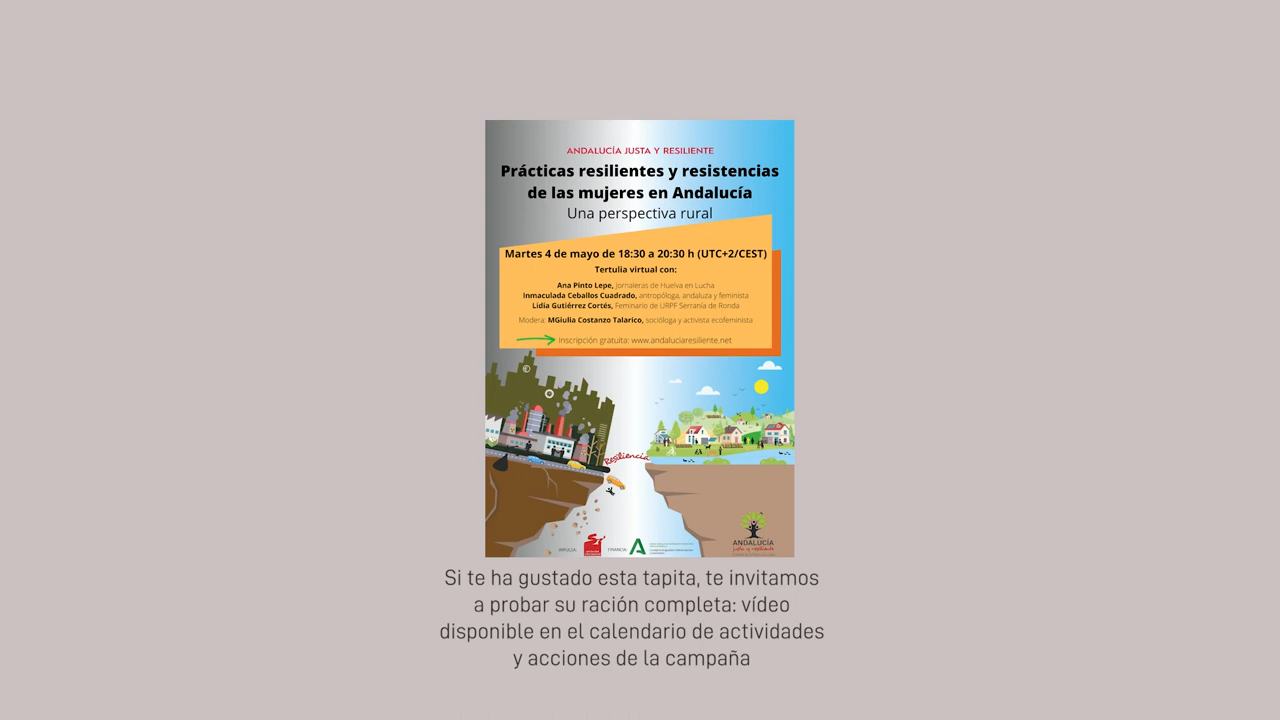 ANDALUCÍA JUSTA Y RESILIENTE
Prácticas resilientes y resistencias
de las mujeres en Andalucía
Una perspectiva rural
Martes 4 de mayo de 18:30 a 20:30 h (UTC+2/CEST)
Tertulia virtual con:
Ana Pinto Lepe, Jornaleras de Huelva en Lucha
Inmaculada Ceballos Cuadrado, antropóloga, andaluza y feminista
Lidia Gutiérrez Cortés, Feminario de URPF Serranía de Ronda
Modera: MGiulia Costanzo Talarico, socióloga y activista ecofeminista
Inscripción gratuita: www.andaluciaresiliente.net
Resiliencia
IMPULSA:
FINANCIA:
ANDALUCÍA
justa y resiliente
Si te ha gustado esta tapita, te invitamos
a probar su ración completa: vídeo
disponible en el calendario de actividades
y acciones de la campaña